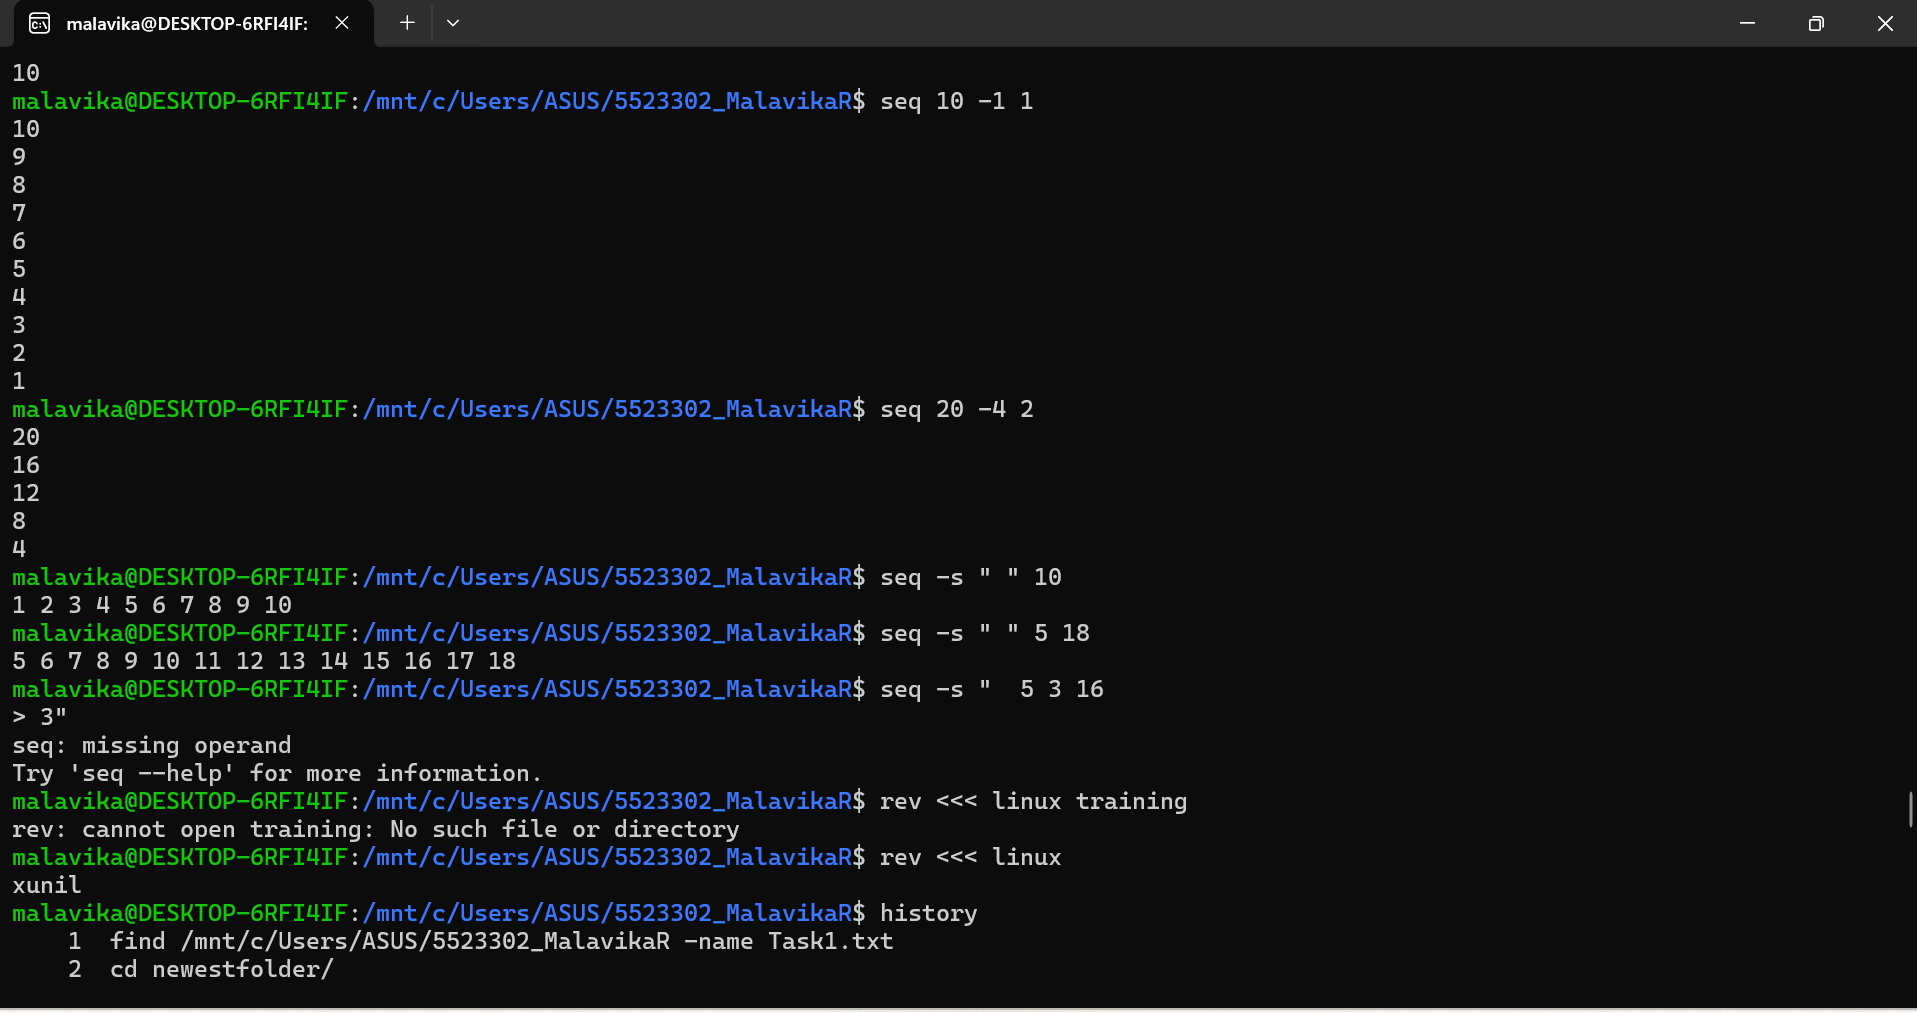 malavika@DESKTOP-6RFI4IF:
10
malavika@DESKTOP-6RFI4IF:/mnt/c/Users/ASUS/5523302_MalavikaR$ seq 10 -1 1
10
9
8
7
6
5
4
3
2
1
malavika@DESKTOP-6RFI4IF:/mnt/c/Users/ASUS/5523302_MalavikaR$ seq 20 -4 2
20
16
12
8
4
malavika@DESKTOP-6RFI4IF:/mnt/c/Users/ASUS/5523302_MalavikaR$ seq -s " " 10
1 2 3 4 5 6 7 8 9 10
malavika@DESKTOP-6RFI4IF:/mnt/c/Users/ASUS/5523302_MalavikaR$ seq -s " " 5 18
5 6 7 8 9 10 11 12 13 14 15 16 17 18
malavika@DESKTOP-6RFI4IF:/mnt/c/Users/ASUS/5523302_MalavikaR$ seq -s "  5 3 16
> 3"
seq: missing operand
Try 'seq --help' for more information.
malavika@DESKTOP-6RFI4IF:/mnt/c/Users/ASUS/5523302_MalavikaR$ rev <<< linux training
rev: cannot open training: No such file or directory
malavika@DESKTOP-6RFI4IF:/mnt/c/Users/ASUS/5523302_MalavikaR$ rev <<< linux
xunil
malavika@DESKTOP-6RFI4IF:/mnt/c/Users/ASUS/5523302_MalavikaR$ history
    1  find /mnt/c/Users/ASUS/5523302_MalavikaR -name Task1.txt
    2  cd newestfolder/